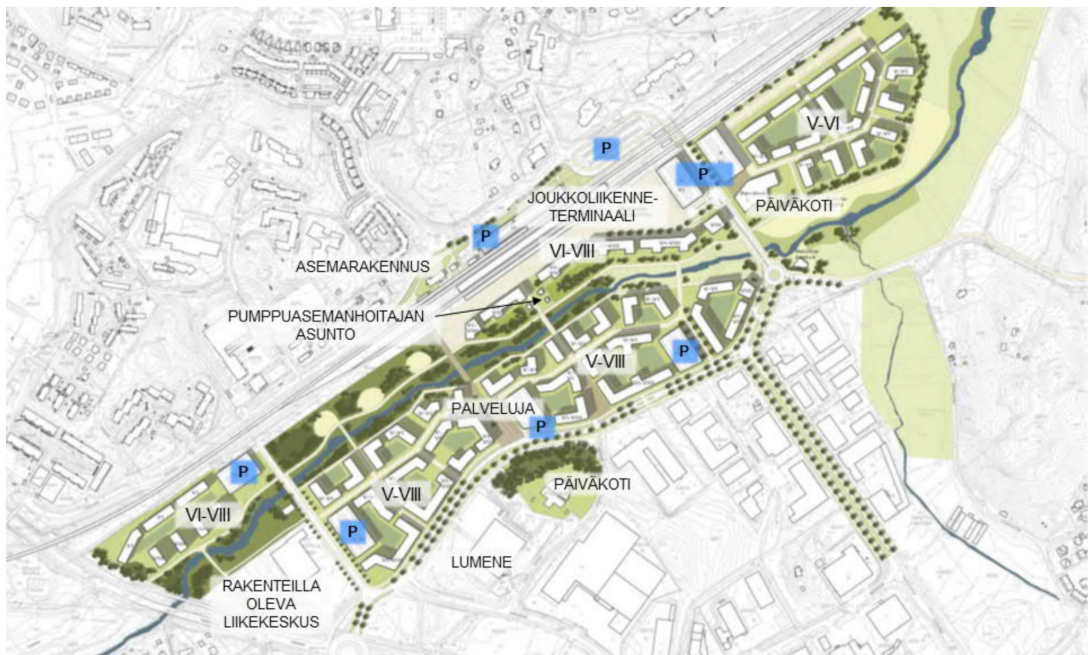 V-VI
P
P
JOUKKOLIIKENNE-
TERMINAALI
PÄIVÄKOTI
P
VI-VIII
ASEMARAKENNUS
PUMPPUASEMANHOITAJAN
ASUNTO
P
V-VIII
PALVELUJA
P
P
PÄIVÄKOTI
V-VIII
VI-VIII
P
LUMENE
RAKENTEILLA
OLEVA
LIIKEKESKUS